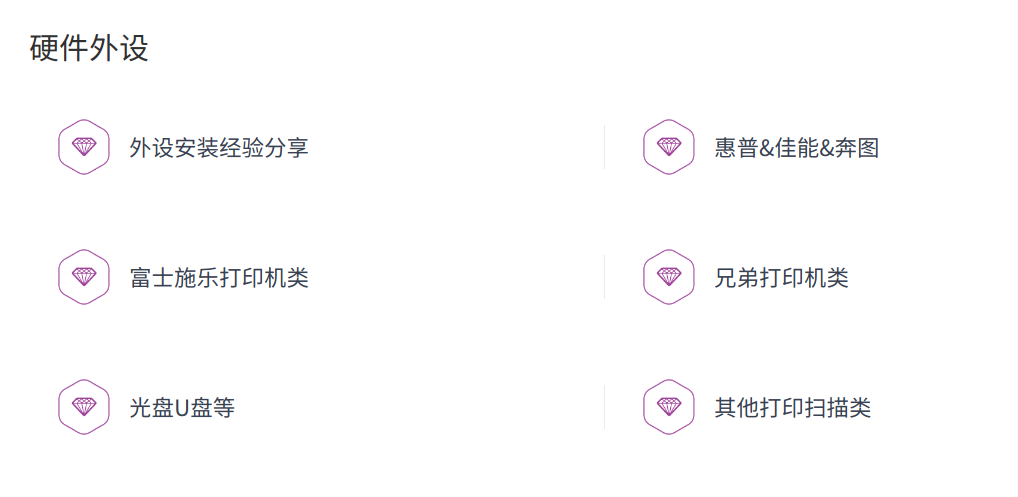 硬件外设
外设安装经验分享
惠普&佳能&奔图
富士施乐打印机类
兄弟打印机类
光盘U盘等
其他打印扫描类